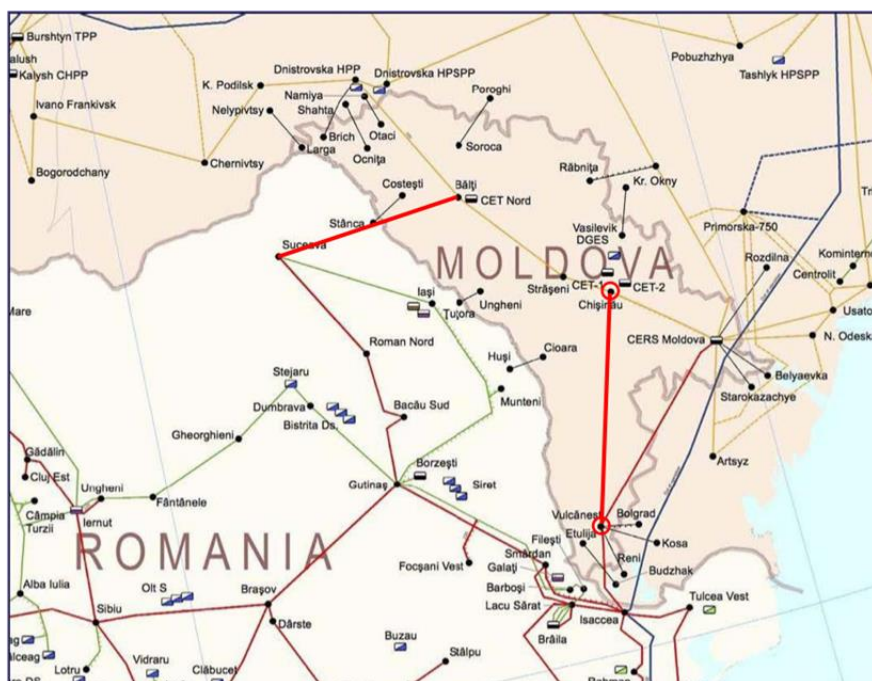 Burshtyn TPP
Kalysh CHPP
Ivano Frankivsk
Bogorodchany
K. Podilsk
Nelypivtsy
Chernivtsy
Dnistrovska HPP
Dnistrovska HPSPP
Namiya
Shahta
Brich
Larga
Otaci
Ocniţa
Poroghi
Soroca
Pobuzhzhya
Tashlyk HPSPP
Râbniţa
Kr. Okny
Costeşti
Stânca
Bălţi
CET Nord
Vasilevik
DGES
Primorska-750
Rozdilna
Centrolit
MOLDOVA
Suceava
Străşeni
CET-1
CET-2
Chişinău
Iaşi
Ţuţora
Ungheni
CERS Moldova
N. Odeska
Mare
Roman Nord
Huşi
Cioara
Belyaevka
Starokazachye
Stejaru
Munteni
Dumbrava
Bistrita Ds.
Bacău Sud
Gheorghieni
Artsyz
Gădălin
Cluj Est
Ungheni
Fântânele
Iernut
Câmpia
Turzii
Borzeşti
Gutinaş
Siret
Vulcăneşti
Bolgrad
Etulija
Kosa
Reni
Budzhak
ROMANIA
Fileşti
Smârdan
Focşani Vest
Galaţi
Barboşi
Lacu Sărat
Isaccea
Tulcea Vest
Brăila
Alba Iulia
Olt S
Braşov
Sibiu
Dârste
Buzau
Stâlpu
Lotru
Vidraru
Clăbucet